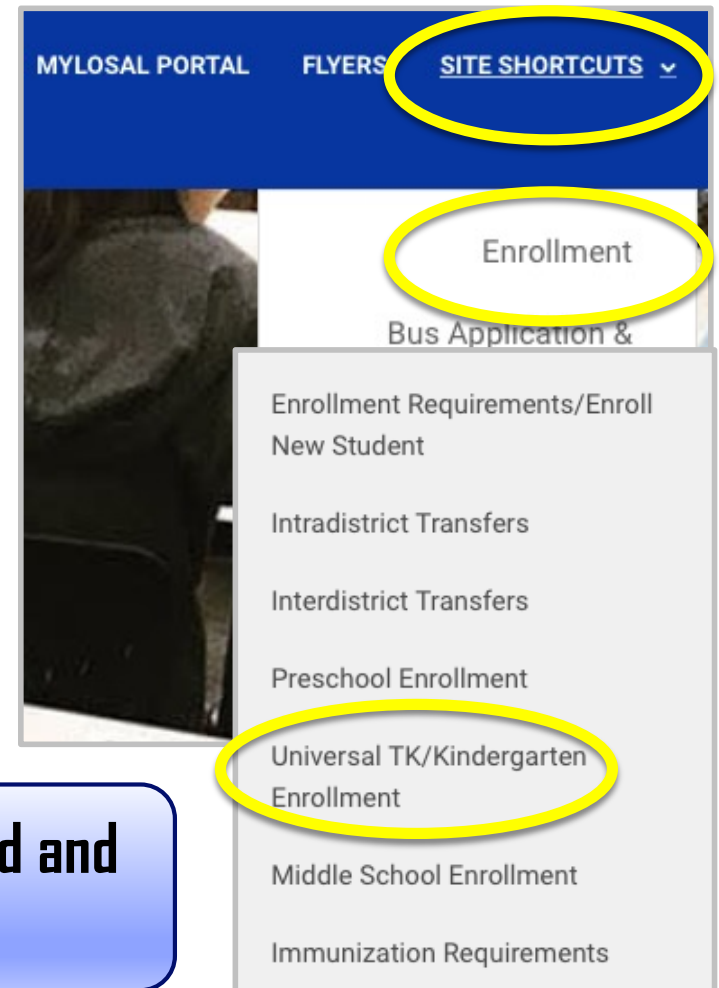 MYLOSAL PORTAL FLYERS SITE SHORTCUTS
Enrollment
Bus Application &
Enrollment Requirements/Enroll
New Student
Intradistrict Transfers
Interdistrict Transfers
Preschool Enrollment
Universal TK/Kindergarten
Enrollment
Middle School Enrollment
Immunization Requirements
d and